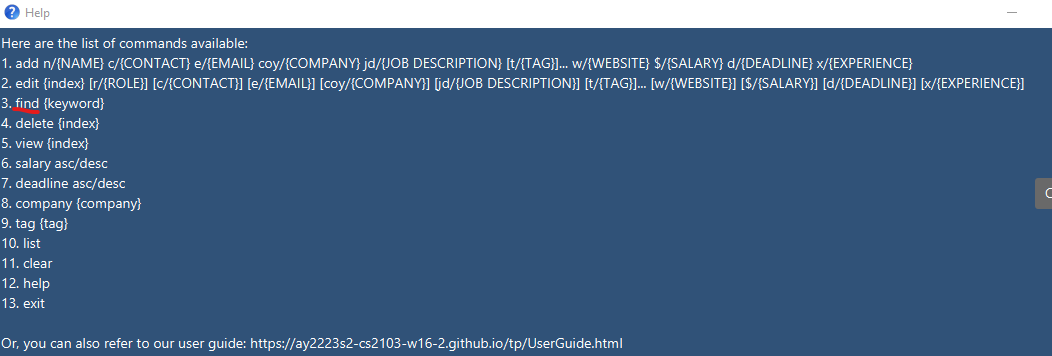 Help
Here are the list of commands available:
1. add n/{NAME} c/{CONTACT} e/{EMAIL} coy/{COMPANY} jd/{JOB DESCRIPTION} [t/{TAG}]... w/{WEBSITE} $/{SALARY} d/{DEADLINE} x/{EXPERIENCE}
2. edit {index} [r/{ROLE}] [c/{CONTACT}] [e/{EMAIL}] [coy/{COMPANY}] [jd/{JOB DESCRIPTION}] [t/{TAG}]... [w/{WEBSITE}] [$/{SALARY}] [d/{DEADLINE}] [x/{EXPERIENCE}]
3. find {keyword}
4. delete {index}
5. view {index}
6. salary asc/desc
7. deadline asc/desc
8. company {company}
9. tag {tag}
10. list
11. clear
12. help
13. exit
Or, you can also refer to our user guide: https://ay2223s2-cs2103-w16-2.github.io/tp/UserGuide.html